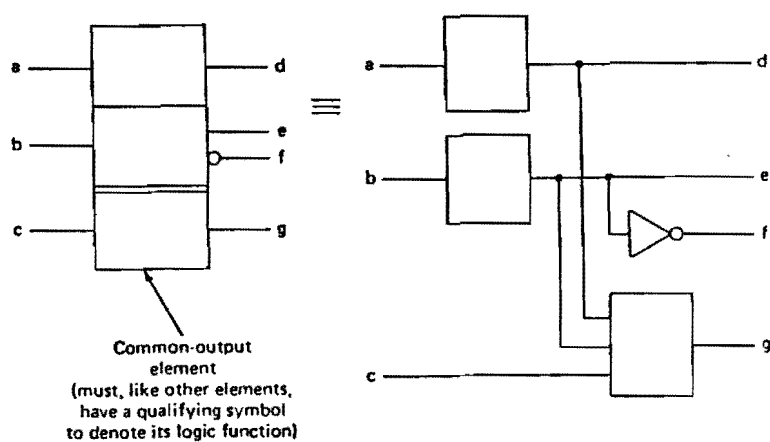 a
d
b
e
f
c
g
≡
a
d
b
e
f
c
g
Common-output
element
(must, like other elements,
have a qualifying symbol
to denote its logic function)